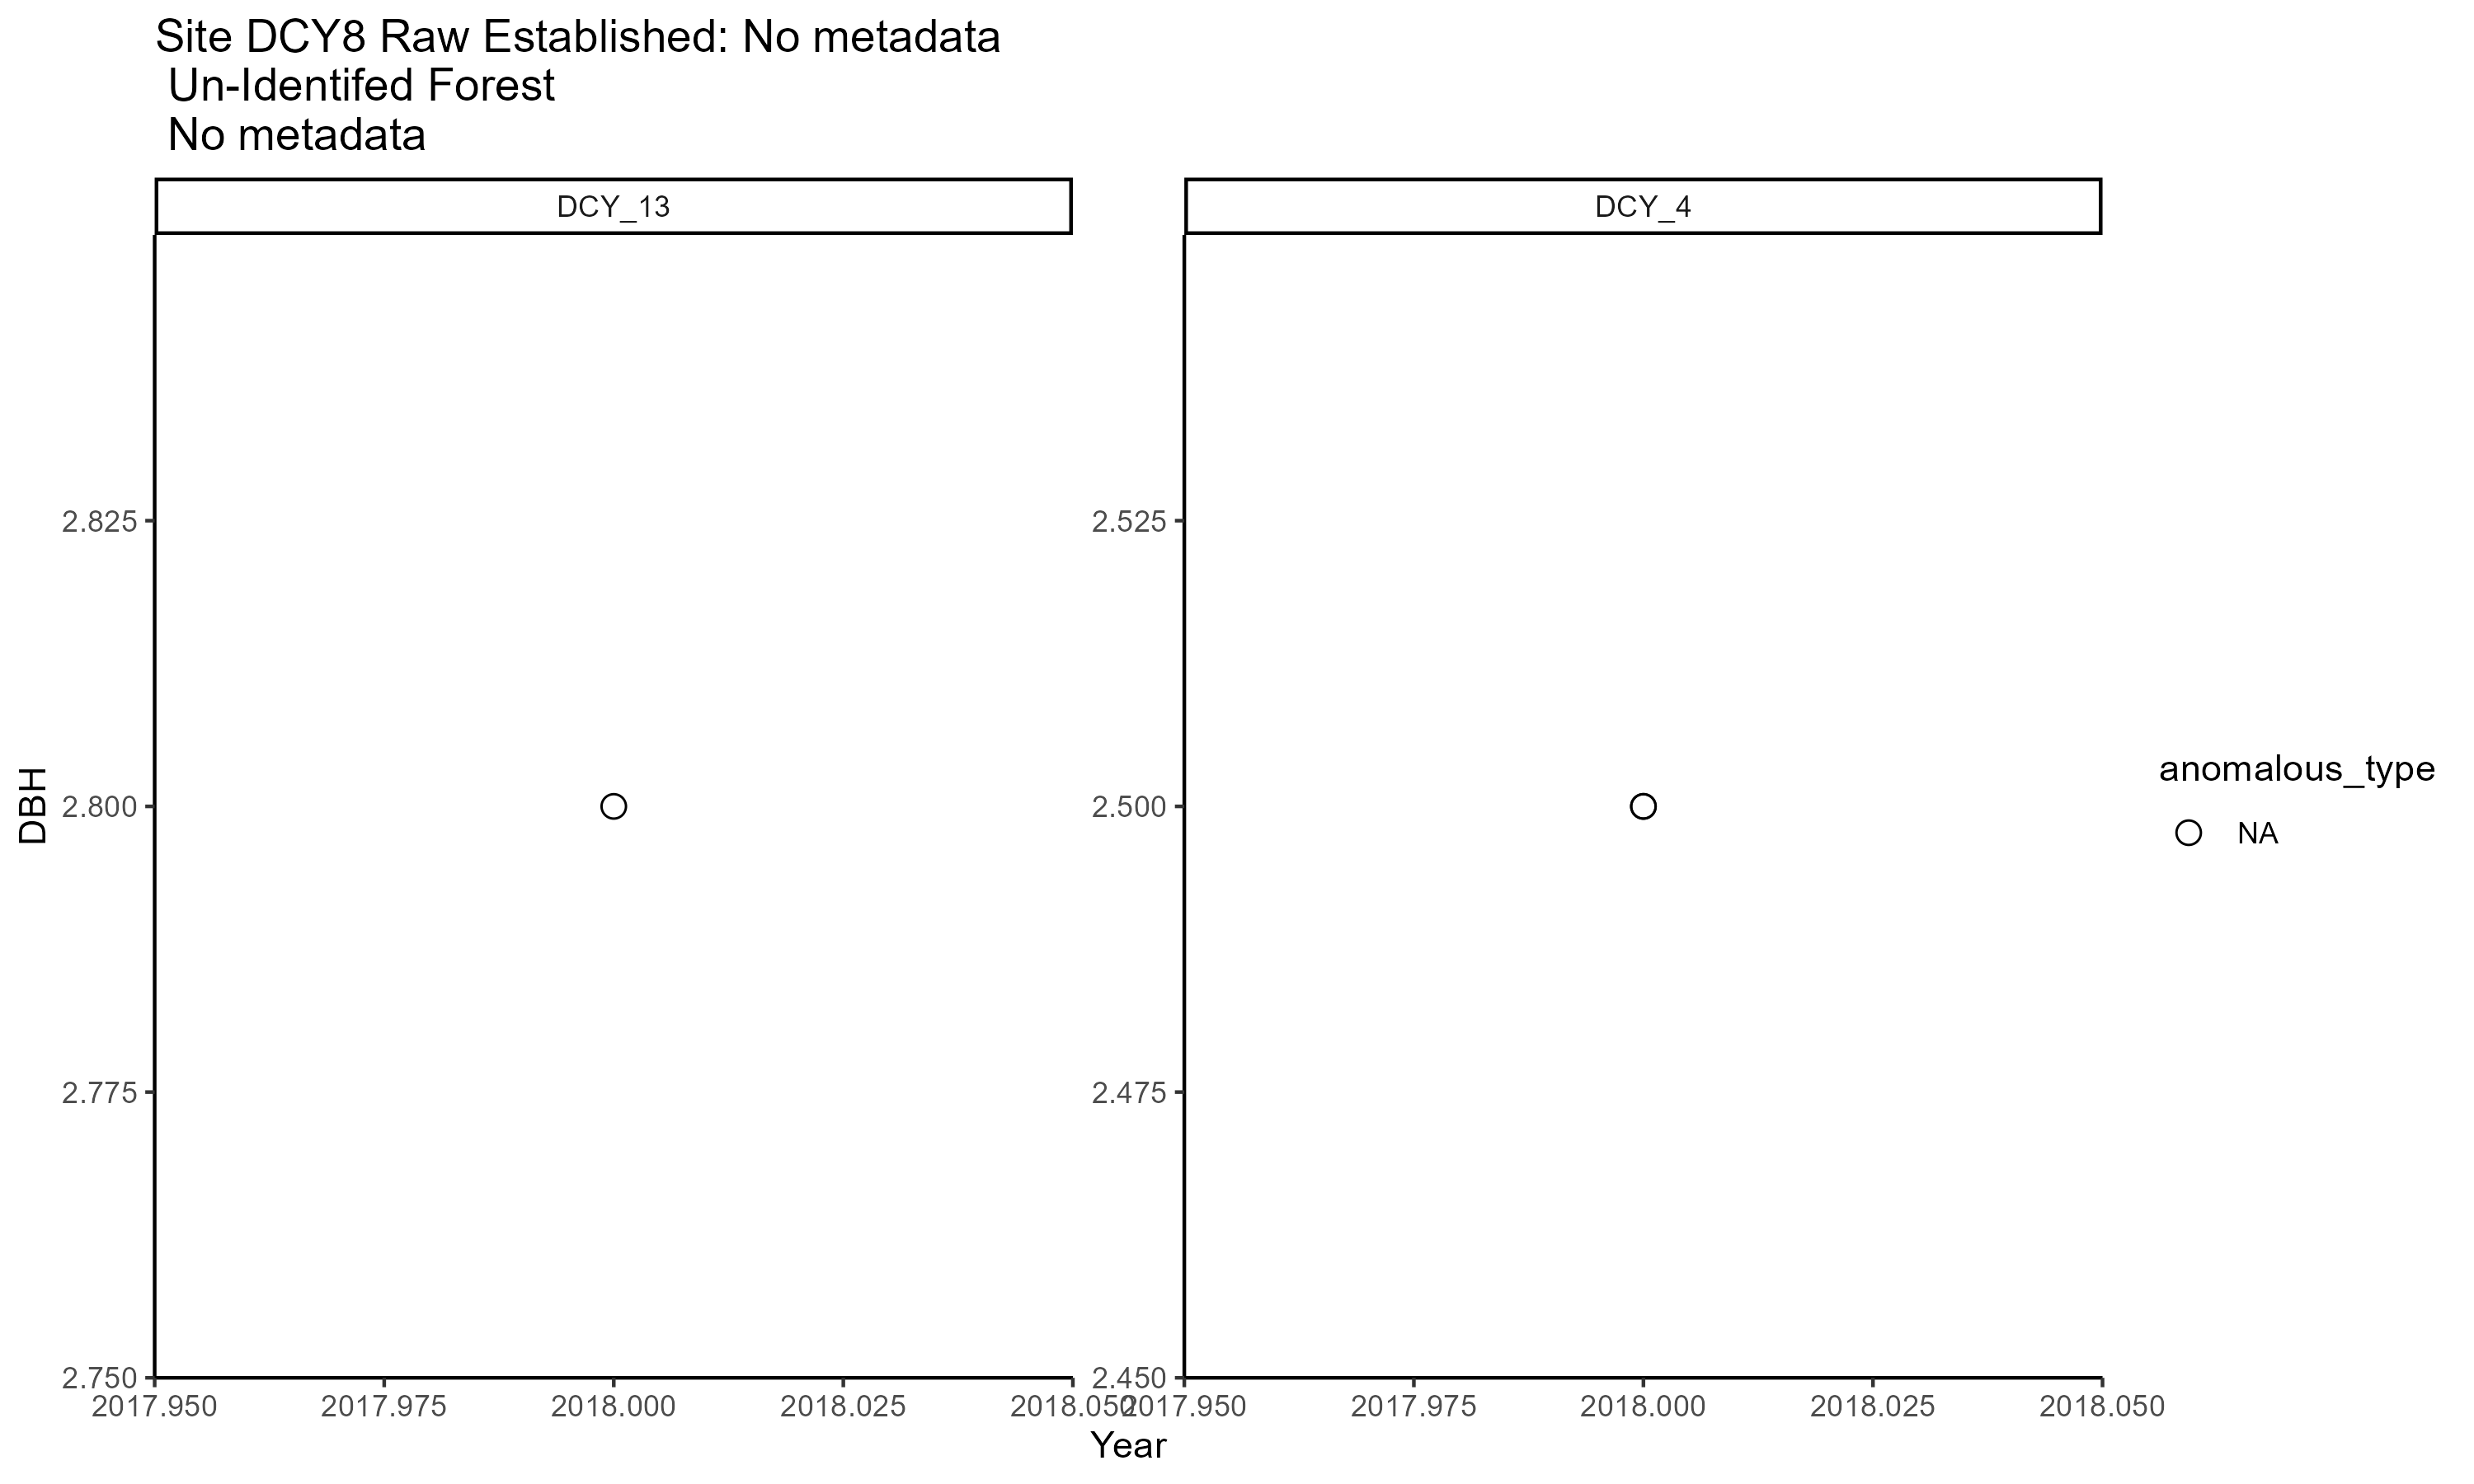 Site DCY8 Raw Established: No metadata
Un-Identifed Forest
No metadata
DCY_13
DCY_4
2.825
2.800
2.775
2.750
2.525
2.500
2.475
2.450
DBH
2017.950 2017.975 2018.000 2018.025 2018.050
2017.950 2017.975 2018.000 2018.025 2018.050
Year
anomalous_type
NA